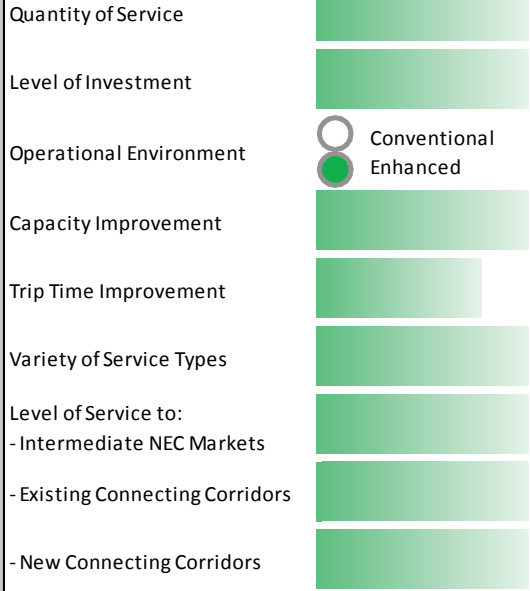 Quantity of Service
Level of Investment
Operational Environment
Conventional
Enhanced
Capacity Improvement
Trip Time Improvement
Variety of Service Types
Level of Service to:
- Intermediate NEC Markets
- Existing Connecting Corridors
- New Connecting Corridors